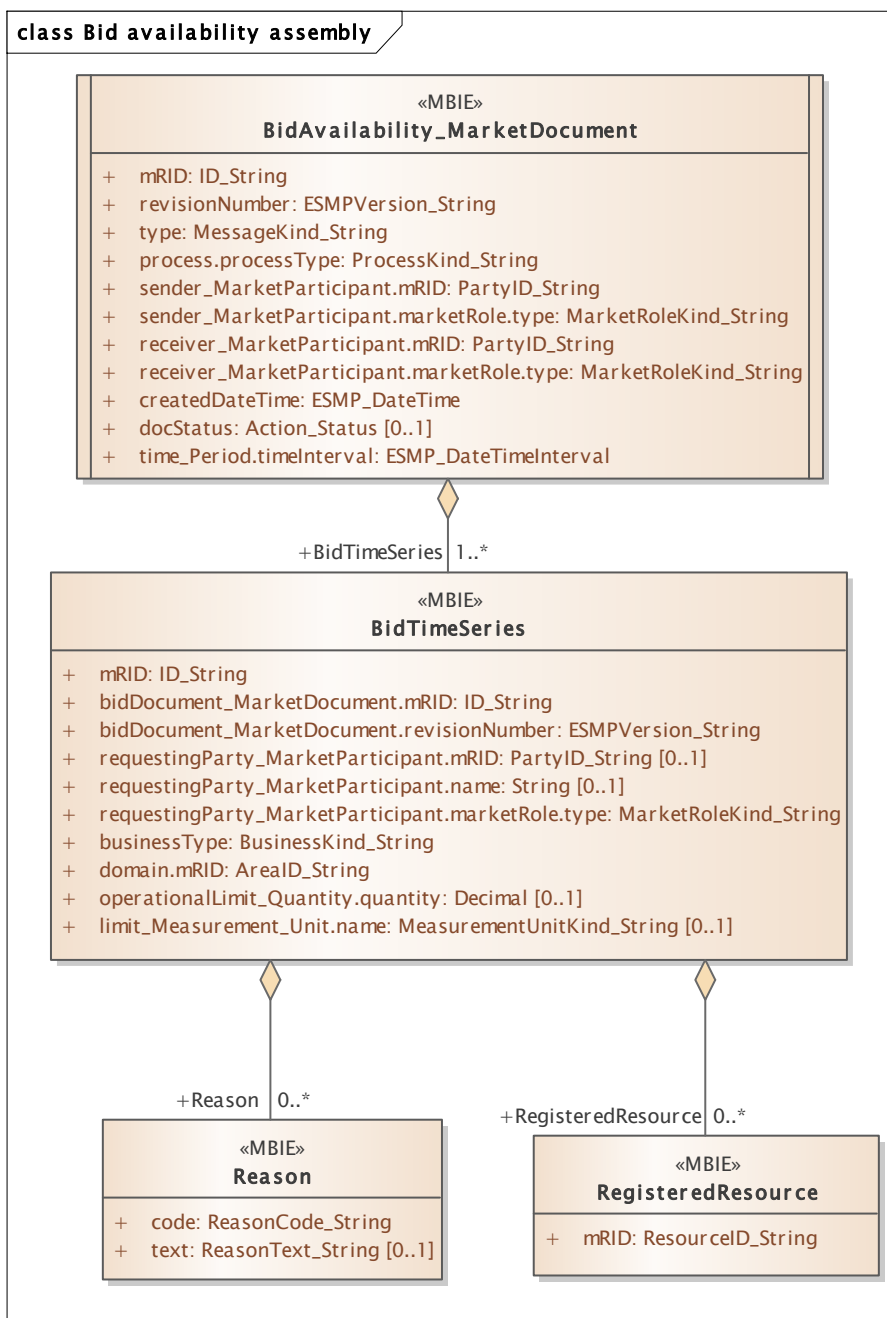 class Bid availability assembly
«MBIE»
BidAvailability_MarketDocument
+ mRID: ID_String
+ revisionNumber: ESMPVersion_String
+ type: MessageKind_String
+ process.processType: ProcessKind_String
+ sender_MarketParticipant.mRID: PartyID_String
+ sender_MarketParticipant.marketRole.type: MarketRoleKind_String
+ receiver_MarketParticipant.mRID: PartyID_String
+ receiver_MarketParticipant.marketRole.type: MarketRoleKind_String
+ createdDateTime: ESMP_DateTime
+ docStatus: Action_Status [0..1]
+ time_Period.timeInterval: ESMP_DateTimeInterval
+BidTimeSeries 1..*
«MBIE»
BidTimeSeries
+ mRID: ID_String
+ bidDocument_MarketDocument.mRID: ID_String
+ bidDocument_MarketDocument.revisionNumber: ESMPVersion_String
+ requestingParty_MarketParticipant.mRID: PartyID_String [0..1]
+ requestingParty_MarketParticipant.name: String [0..1]
+ requestingParty_MarketParticipant.marketRole.type: MarketRoleKind_String
+ businessType: BusinessKind_String
+ domain.mRID: AreaID_String
+ operationalLimit_Quantity.quantity: Decimal [0..1]
+ limit_Measurement_Unit.name: MeasurementUnitKind_String [0..1]
+Reason 0..*
«MBIE»
Reason
+ code: ReasonCode_String
+ text: ReasonText_String [0..1]
+RegisteredResource 0..*
«MBIE»
RegisteredResource
+ mRID: ResourceID_String